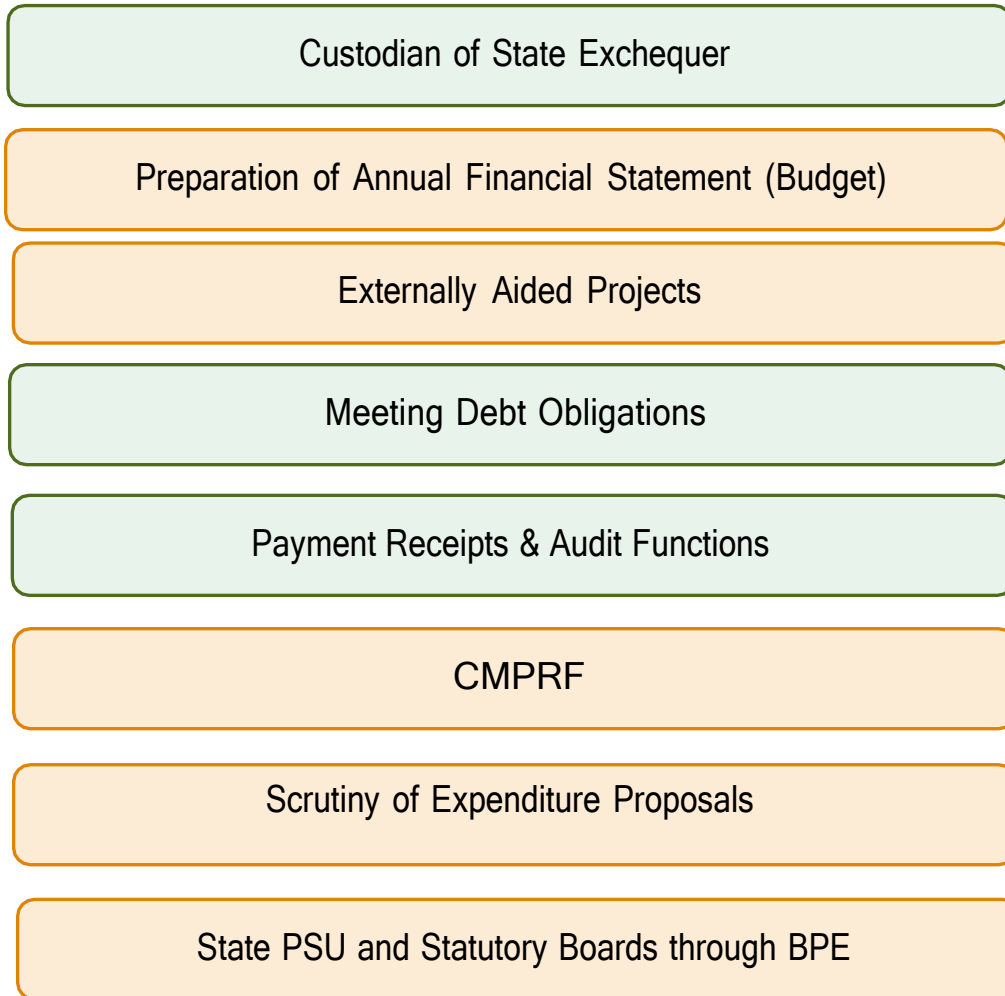 Custodian of State Exchequer
Preparation of Annual Financial Statement (Budget)
Externally Aided Projects
Meeting Debt Obligations
Payment Receipts & Audit Functions
CMPRF
Scrutiny of Expenditure Proposals
State PSU and Statutory Boards through BPE